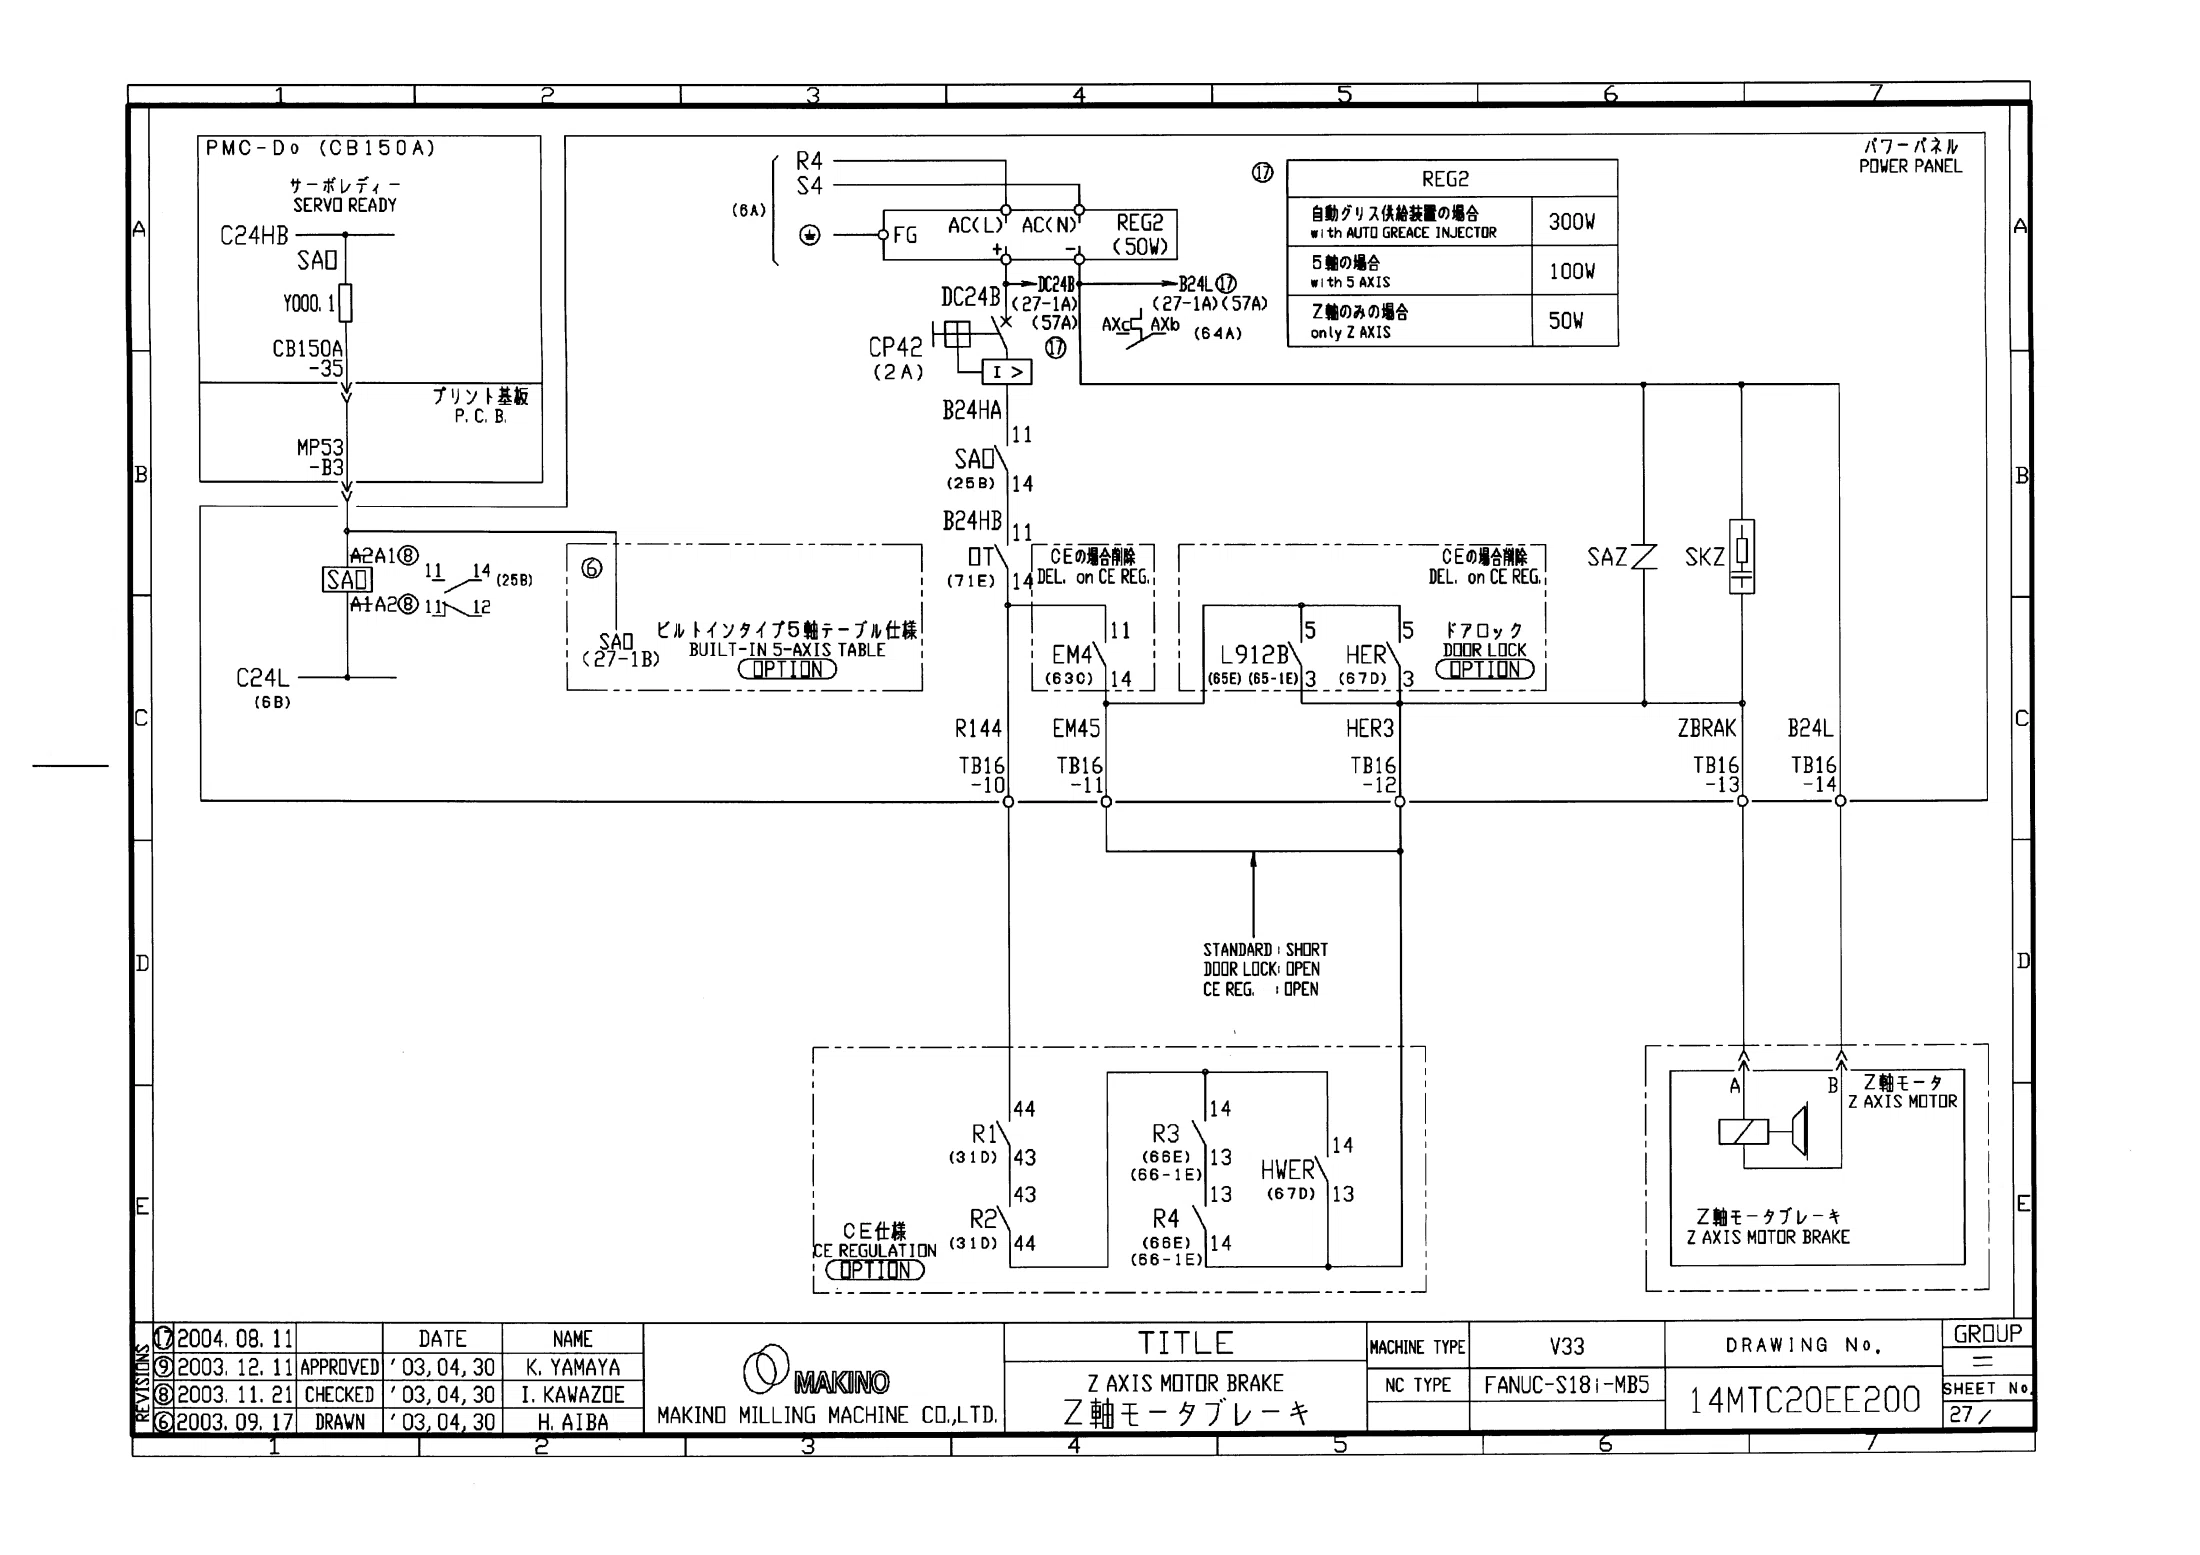 1 2 3 4 5 6 7
A
B
C
D
E
PMC-Do (CB150A)
サーボレディー
SERVO READY
C24HB
SAO
Y000.1
CB150A
-35
プリント基板
P.C.B.
MP53
-B3
A2A1⑧
SAO
A1A2⑧
11 14 (25B)
11 12
C24L
(6B)
⑥
SAO
(27-1B)
ビルトインタイプ5軸テーブル仕様
BUILT-IN 5-AXIS TABLE
OPTION
R4
S4
(6A)
FG
AC(L) AC(N)
REG2
(50W)
+ -
DC24B
DC24B
(27-1A)
(57A)
⑰
B24L⑰
(27-1A)(57A)
AXc AXb (64A)
CP42
(2A)
I >
B24HA
11
SAO
(25B) 14
B24HB
11
OT
(71E) 14
CEの場合削除
DEL. on CE REG.
11
EM4
(63C) 14
CEの場合削除
DEL. on CE REG.
5
L912B
(65E)(65-1E) 3
5
HER
(67D) 3
ドアロック
DOOR LOCK
OPTION
⑰
REG2
自動グリス供給装置の場合
with AUTO GREACE INJECTOR
300W
5軸の場合
with 5 AXIS
100W
Z軸のみの場合
only Z AXIS
50W
パワーパネル
POWER PANEL
SAZ
SKZ
R144
EM45
HER3
ZBRAK
B24L
TB16
-10
TB16
-11
TB16
-12
TB16
-13
TB16
-14
STANDARD : SHORT
DOOR LOCK: OPEN
CE REG. : OPEN
44
R1
(31D) 43
43
R2
(31D) 44
14
R3
(66E) 13
(66-1E)
13
R4
(66E) 14
(66-1E)
14
HWER
(67D) 13
CE仕様
CE REGULATION
OPTION
A B
Z軸モータ
Z AXIS MOTOR
Z軸モータブレーキ
Z AXIS MOTOR BRAKE
A
B
C
D
E
REVISIONS
⑰ 2004.08.11 DATE NAME
⑨ 2003.12.11 APPROVED '03,04,30 K. YAMAYA
⑧ 2003.11.21 CHECKED '03,04,30 I. KAWAZOE
⑥ 2003.09.17 DRAWN '03,04,30 H. AIBA
MAKINO
MAKINO MILLING MACHINE CO.,LTD.
TITLE
Z AXIS MOTOR BRAKE
Z軸モータブレーキ
MACHINE TYPE V33
NC TYPE FANUC-S18i-MB5
DRAWING No.
14MTC20EE200
GROUP
=
SHEET No.
27/
1 2 3 4 5 6 7